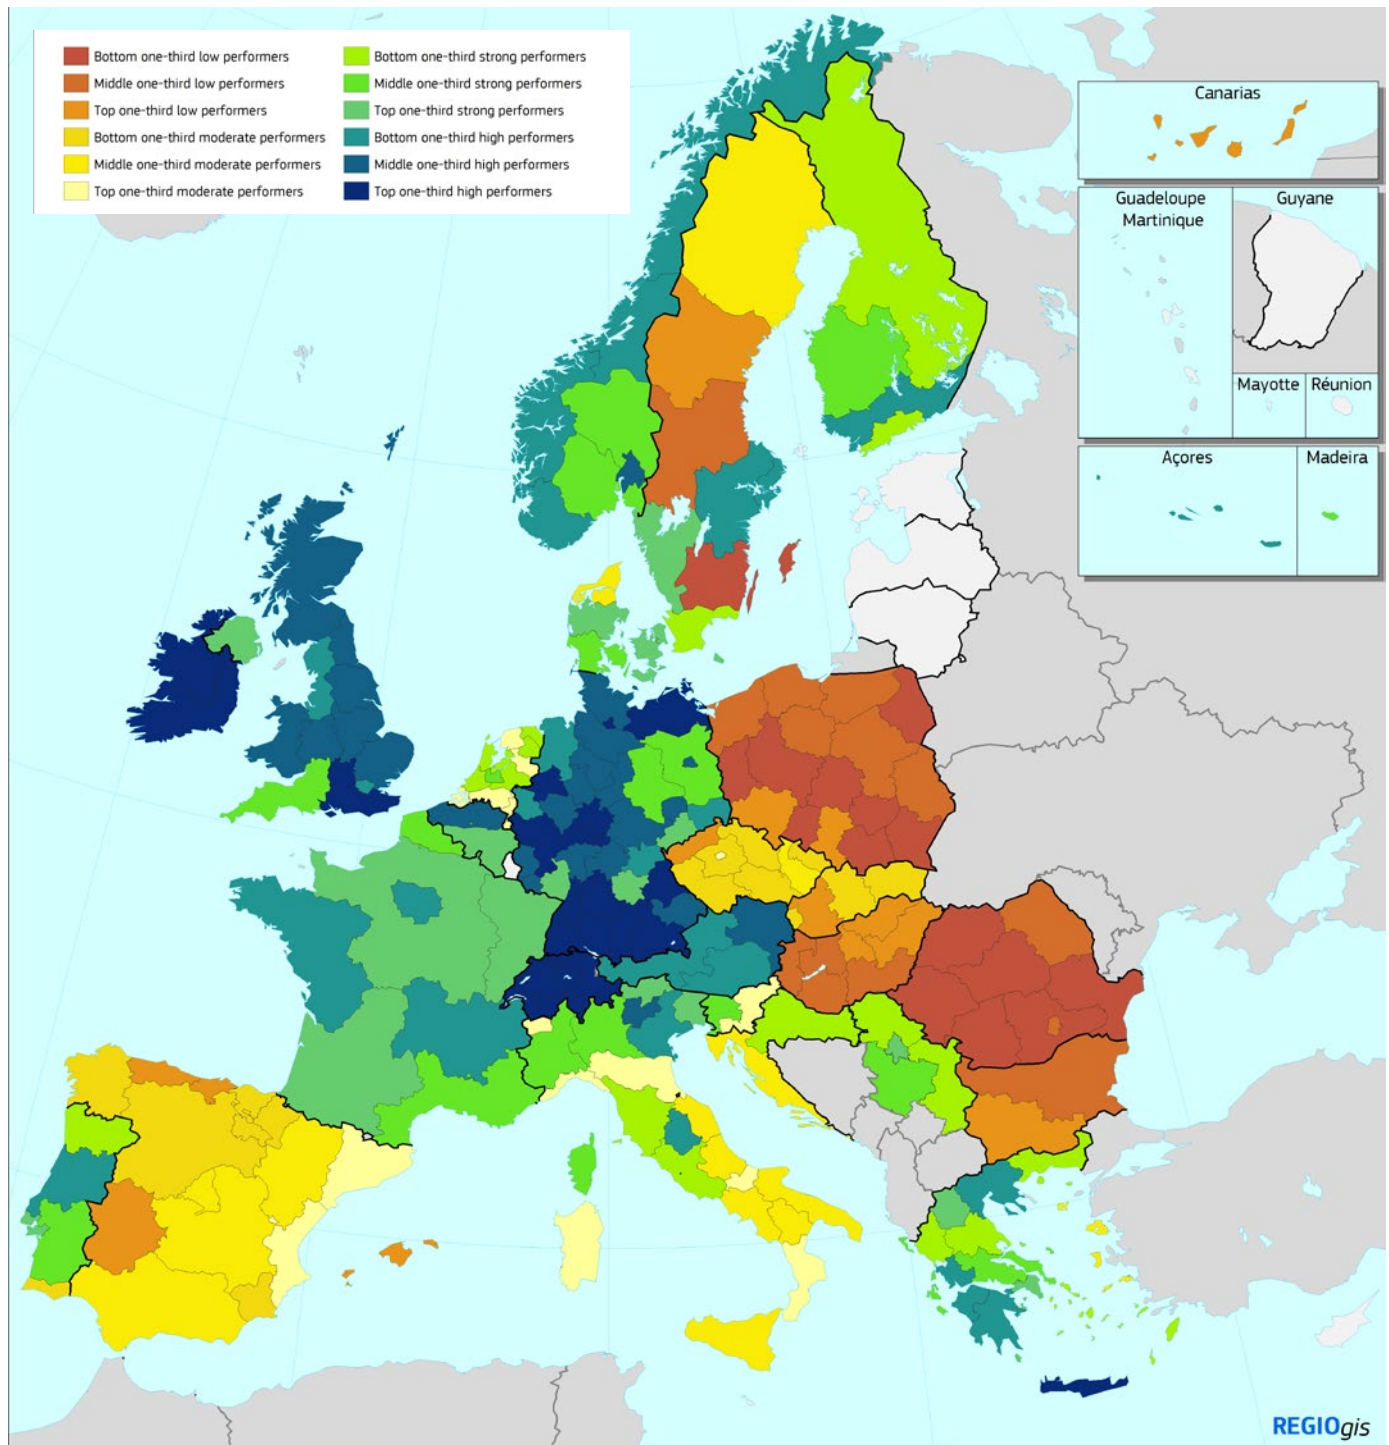 Bottom one-third low performers
Middle one-third low performers
Top one-third low performers
Bottom one-third moderate performers
Middle one-third moderate performers
Top one-third moderate performers
Bottom one-third strong performers
Middle one-third strong performers
Top one-third strong performers
Bottom one-third high performers
Middle one-third high performers
Top one-third high performers
Canarias
Guadeloupe
Martinique
Guyane
Mayotte
Réunion
Açores
Madeira
REGIOgis